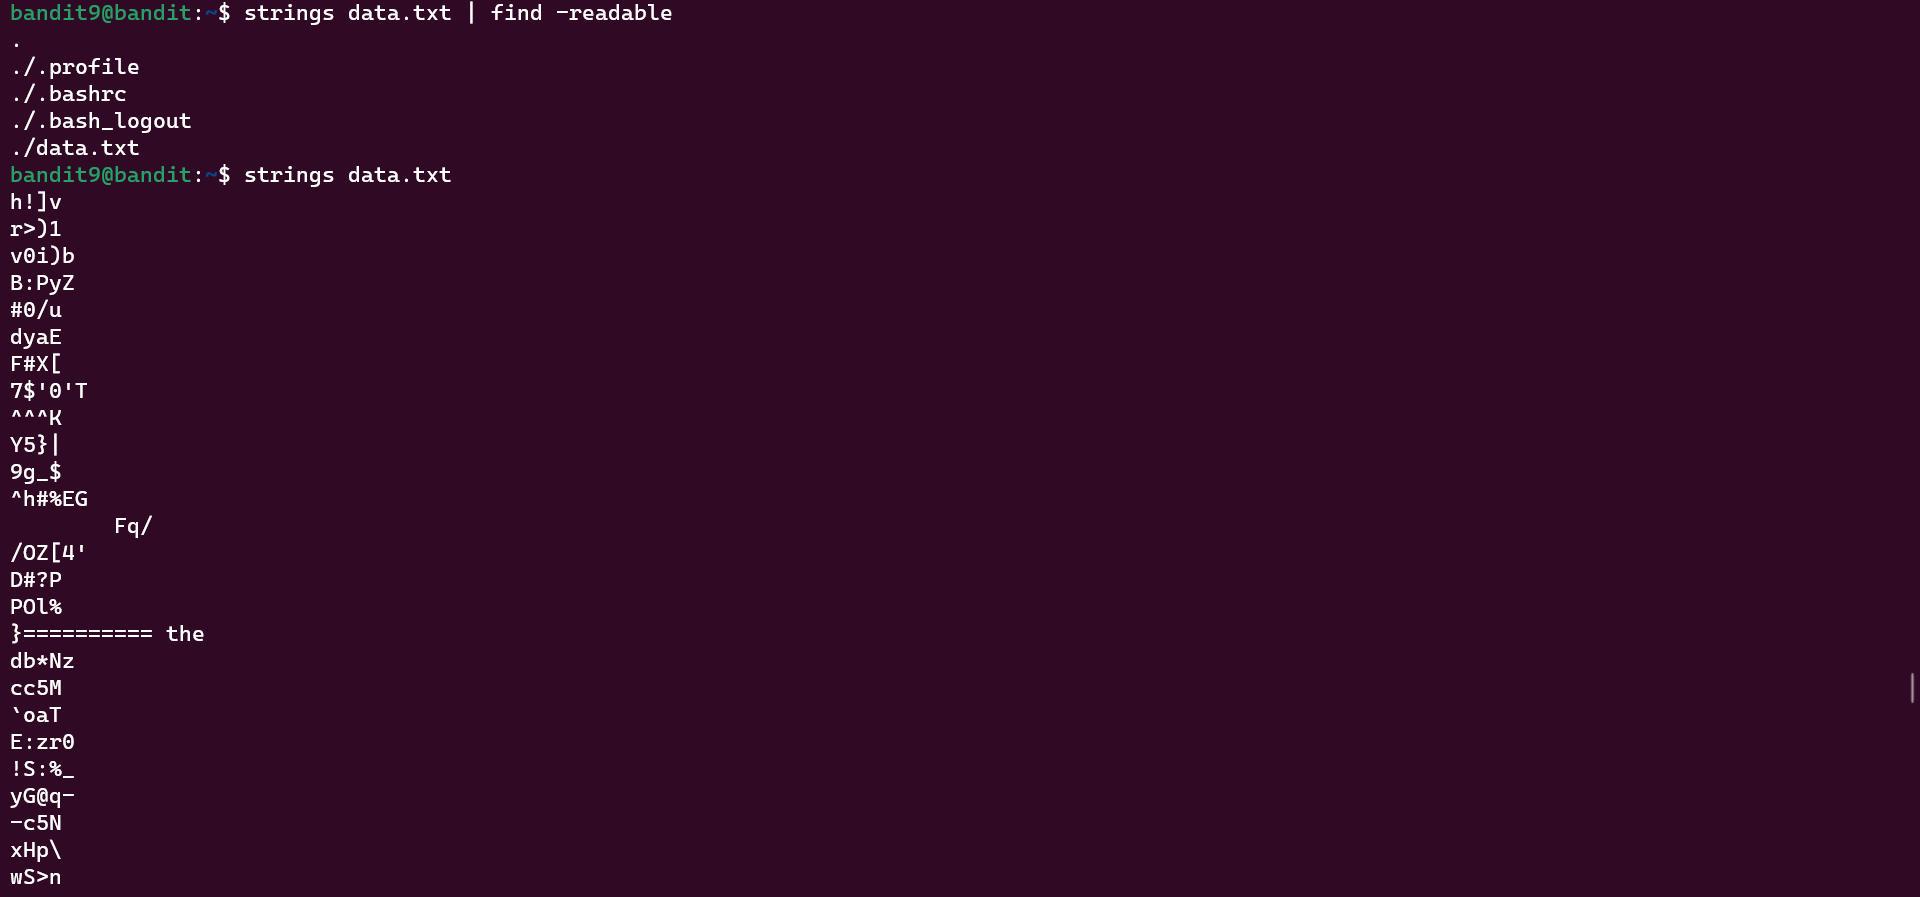 bandit9@bandit:~$ strings data.txt | find -readable
.
./.profile
./.bashrc
./.bash_logout
./data.txt
bandit9@bandit:~$ strings data.txt
h!]v
r>)1
v0i)b
B:PyZ
#0/u
dyaE
F#X[
7$'0'T
^^^K
Y5}|
9g_$
^h#%EG
        Fq/
/OZ[4'
D#?P
POl%
}========== the
db*Nz
cc5M
`oaT
E:zr0
!S:%_
yG@q-
-c5N
xHp\
wS>n